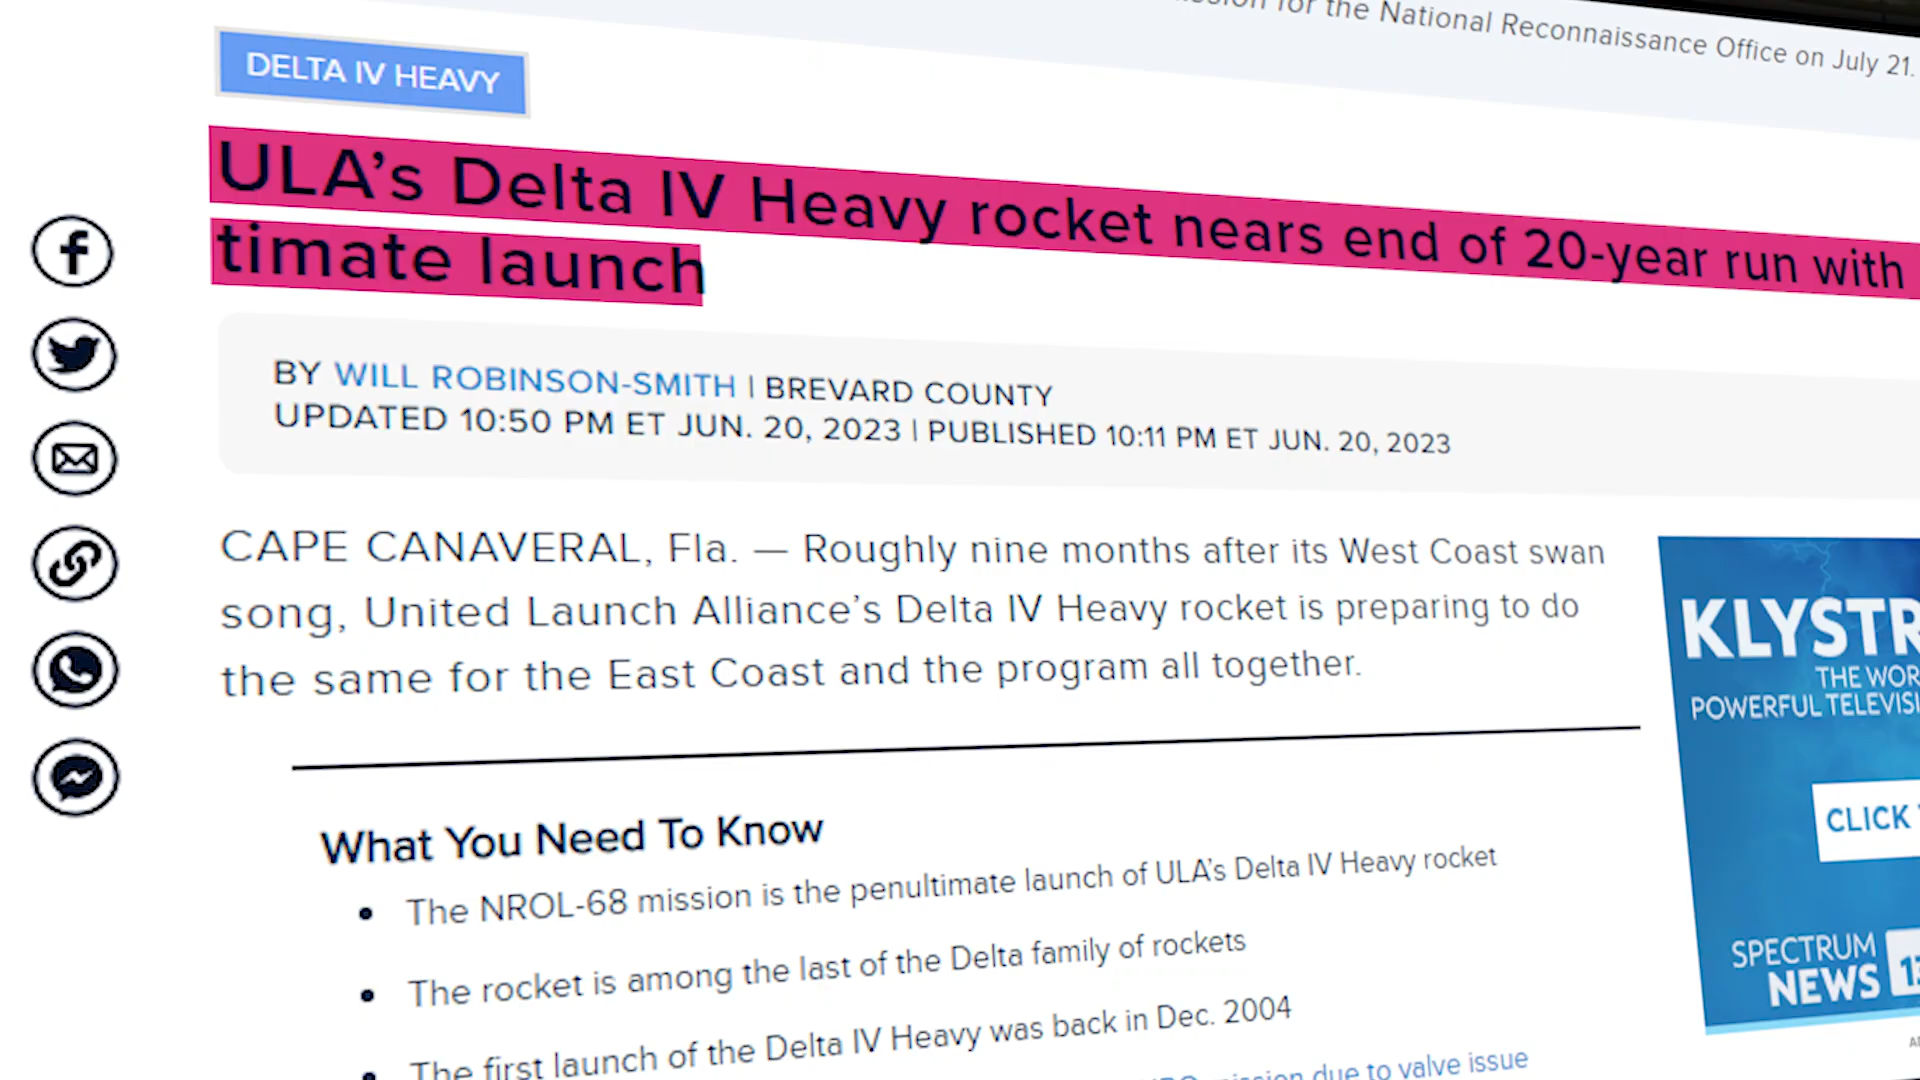 for the National Reconnaissance Office on July 21.
DELTA IV HEAVY
ULA's Delta IV Heavy rocket nears end of 20-year run with
timate launch
BY WILL ROBINSON-SMITH | BREVARD COUNTY
UPDATED 10:50 PM ET JUN. 20, 2023 | PUBLISHED 10:11 PM ET JUN. 20, 2023
CAPE CANAVERAL, Fla. — Roughly nine months after its West Coast swan
song, United Launch Alliance's Delta IV Heavy rocket is preparing to do
the same for the East Coast and the program all together.
What You Need To Know
• The NROL-68 mission is the penultimate launch of ULA's Delta IV Heavy rocket
• The rocket is among the last of the Delta family of rockets
• The first launch of the Delta IV Heavy was back in Dec. 2004
mission due to valve issue
KLYSTR
THE WOR
POWERFUL TELEVISI
CLICK
SPECTRUM
NEWS 13